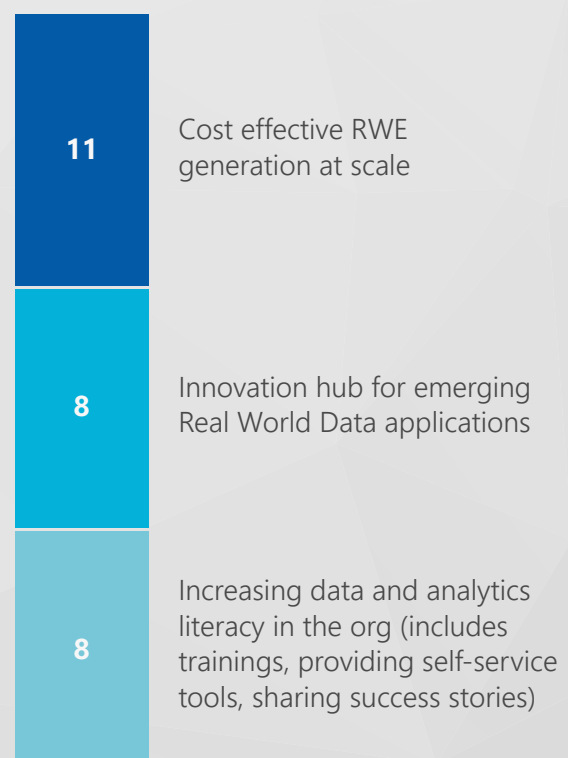 11
Cost effective RWE
generation at scale
8
Innovation hub for emerging
Real World Data applications
8
Increasing data and analytics
literacy in the org (includes
trainings, providing self-service
tools, sharing success stories)